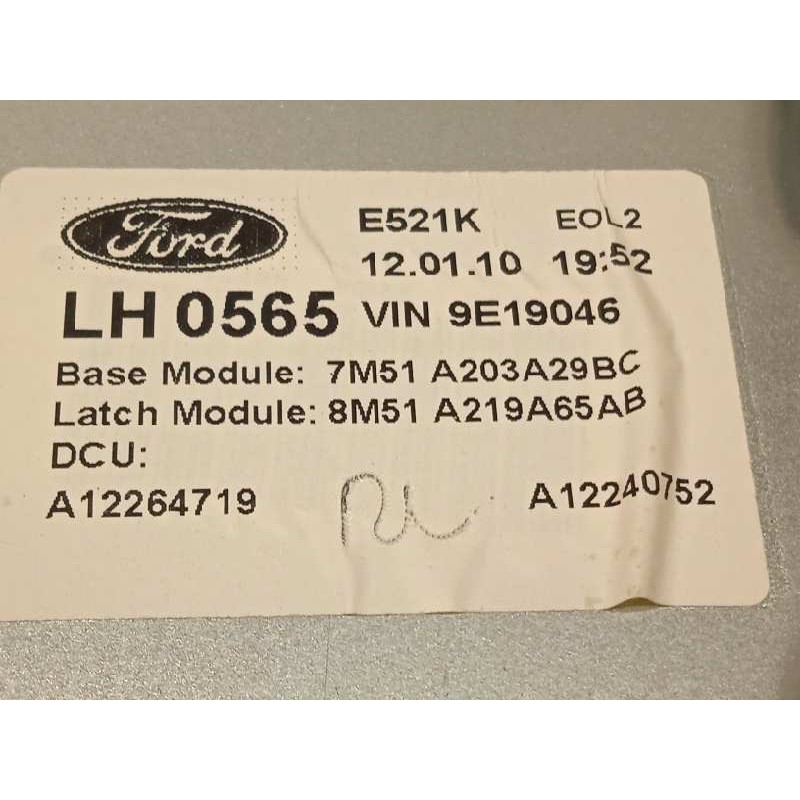 Ford
E521K EOL2
12.01.10 19:52
LH 0565 VIN 9E19046
Base Module: 7M51 A203A29BC
Latch Module: 8M51 A219A65AB
DCU:
A12264719 A12240752